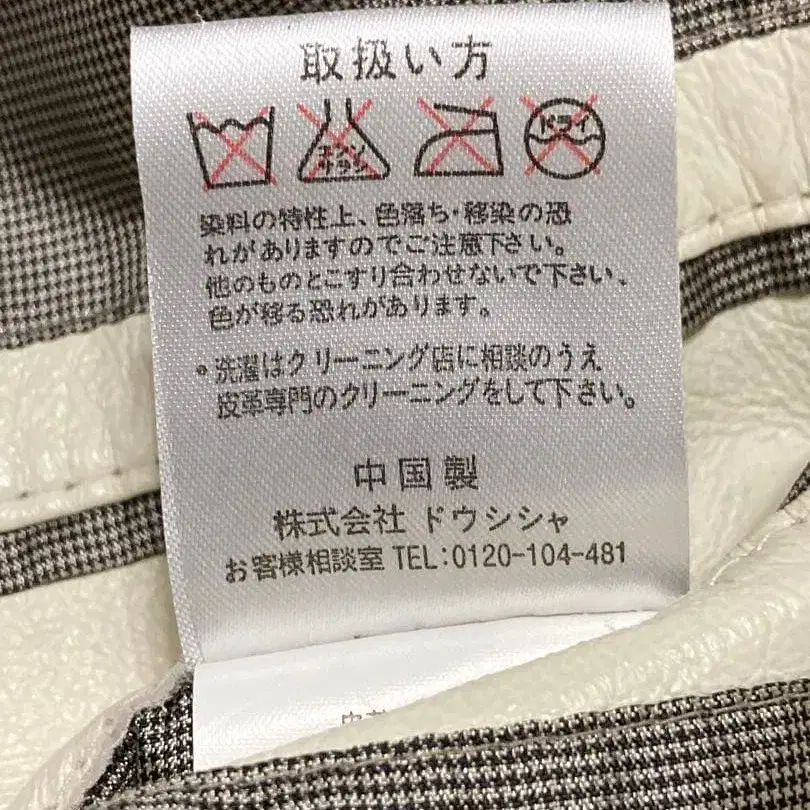 取扱い方
エンソ
サラシ
ドライ
染料の特性上、色落ち・移染の恐
れがありますのでご注意下さい。
他のものとこすり合わせないで下さい、
色が移る恐れがあります。
•洗濯はクリーニング店に相談のうえ
皮革専門のクリーニングをして下さい。
中国製
株式会社 ドウシシャ
お客様相談室 TEL:0120-104-481